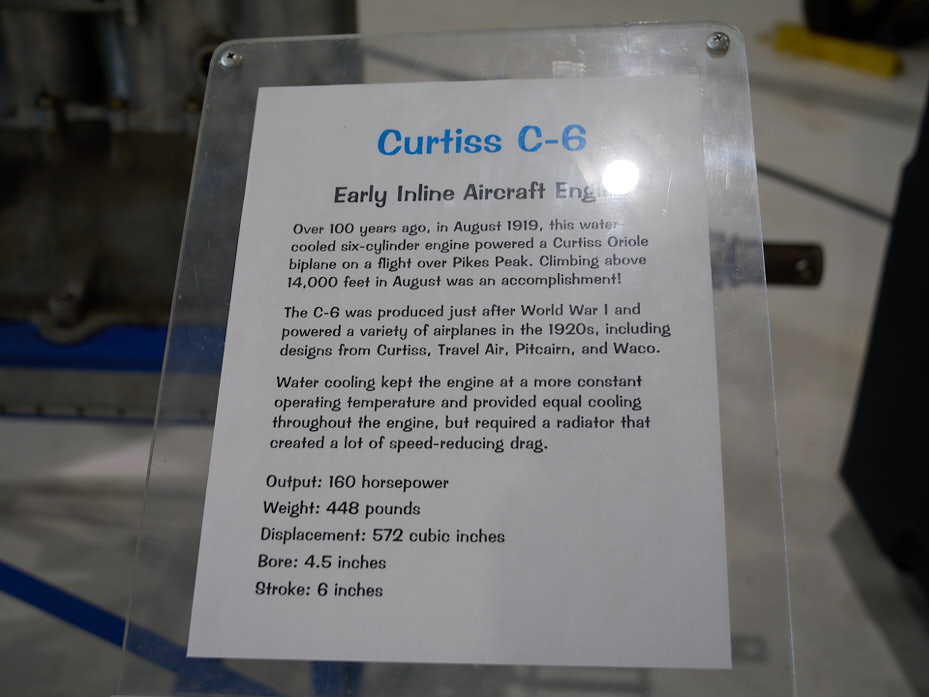 Curtiss C-6
Early Inline Aircraft Engine
Over 100 years ago, in August 1919, this water-
cooled six-cylinder engine powered a Curtiss Oriole
biplane on a flight over Pikes Peak. Climbing above
14,000 feet in August was an accomplishment!
The C-6 was produced just after World War I and
powered a variety of airplanes in the 1920s, including
designs from Curtiss, Travel Air, Pitcairn, and Waco.
Water cooling kept the engine at a more constant
operating temperature and provided equal cooling
throughout the engine, but required a radiator that
created a lot of speed-reducing drag.
Output: 160 horsepower
Weight: 448 pounds
Displacement: 572 cubic inches
Bore: 4.5 inches
Stroke: 6 inches